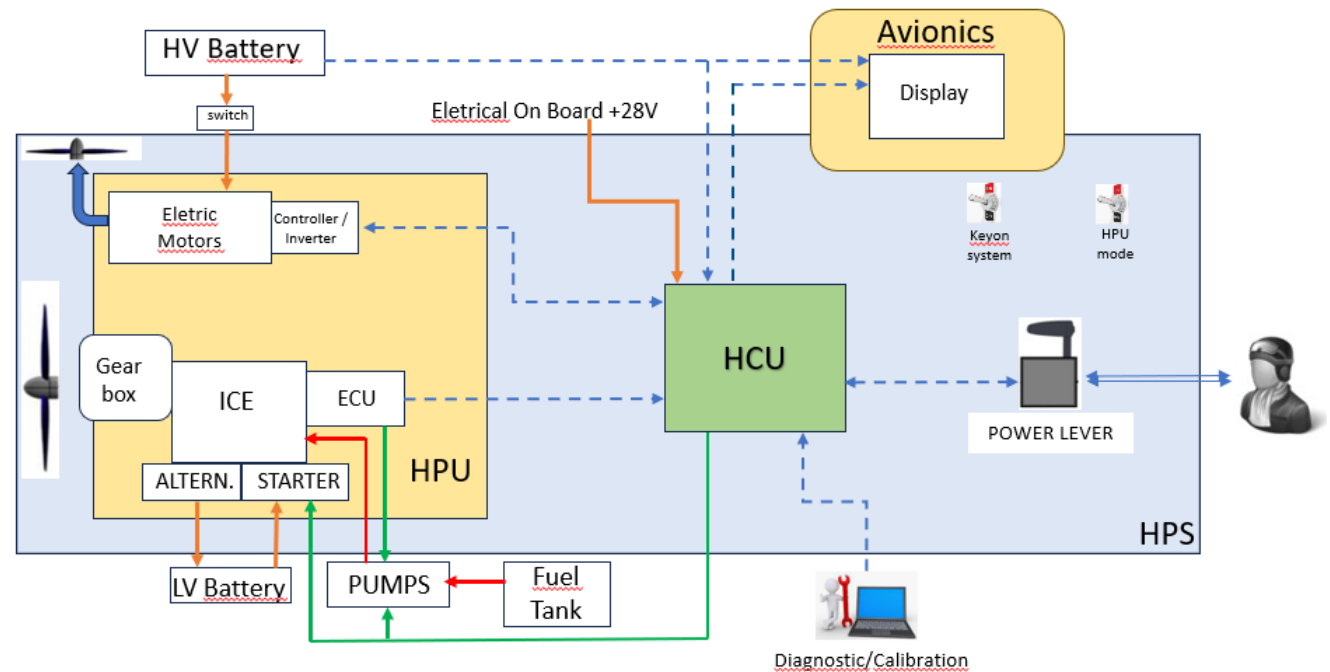 HV Battery
switch
Eletrical On Board +28V
Avionics
Display
Eletric
Motors
Controller /
Inverter
Keyon
system
HPU
mode
Gear
box
ICE
ECU
HCU
POWER LEVER
HPU
ALTERN.
STARTER
HPS
LV Battery
PUMPS
Fuel
Tank
Diagnostic/Calibration